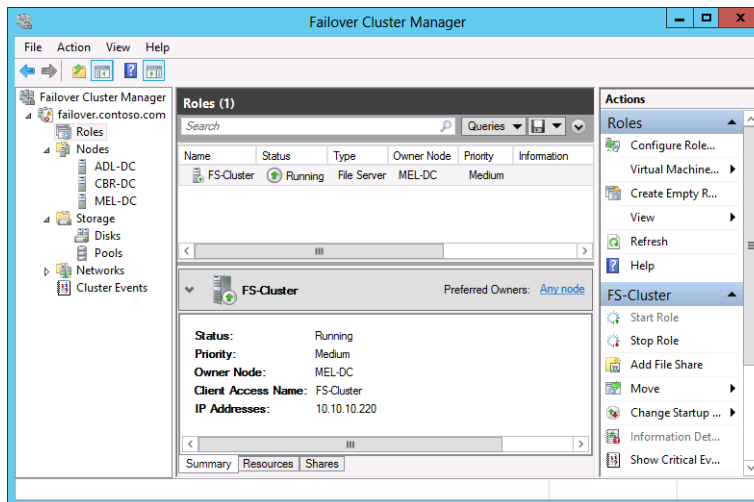 Failover Cluster Manager
File Action View Help
Failover Cluster Manager
failover.contoso.com
Roles
Nodes
ADL-DC
CBR-DC
MEL-DC
Storage
Disks
Pools
Networks
Cluster Events
Roles (1)
Search
Queries
Name Status Type Owner Node Priority Information
FS-Cluster Running File Server MEL-DC Medium
FS-Cluster
Preferred Owners: Any node
Status: Running
Priority: Medium
Owner Node: MEL-DC
Client Access Name: FS-Cluster
IP Addresses: 10.10.10.220
Summary Resources Shares
Actions
Roles
Configure Role...
Virtual Machine...
Create Empty R...
View
Refresh
Help
FS-Cluster
Start Role
Stop Role
Add File Share
Move
Change Startup ...
Information Det...
Show Critical Ev...